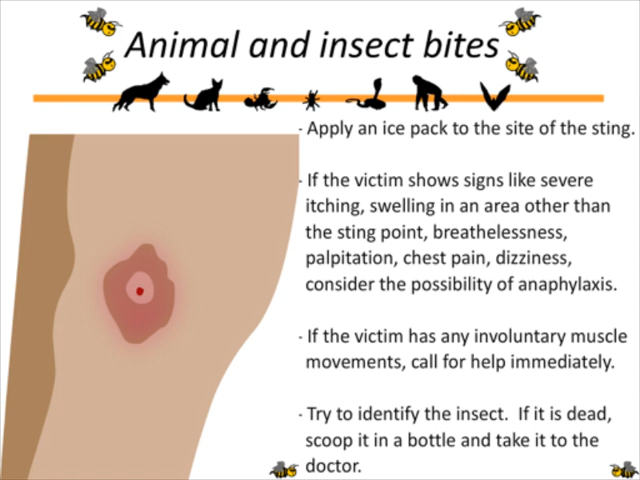 Animal and insect bites
- Apply an ice pack to the site of the sting.
- If the victim shows signs like severe
itching, swelling in an area other than
the sting point, breathelessness,
palpitation, chest pain, dizziness,
consider the possibility of anaphylaxis.
- If the victim has any involuntary muscle
movements, call for help immediately.
- Try to identify the insect.  If it is dead,
scoop it in a bottle and take it to the
doctor.